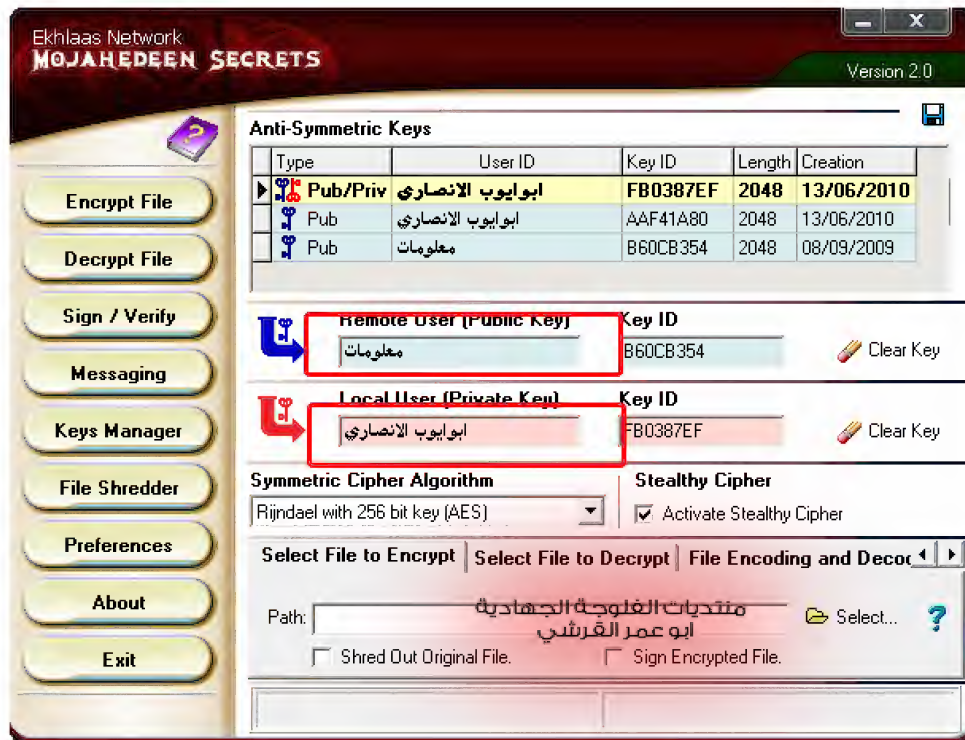 Ekhlaas Network
MOJAHEDEEN SECRETS
Version 2.0
Anti-Symmetric Keys
Type User ID Key ID Length Creation
Pub/Priv ابوايوب الانصاري FB0387EF 2048 13/06/2010
Pub ابوايوب الانصاري AAF41A80 2048 13/06/2010
Pub معلومات B60CB354 2048 08/09/2009
Encrypt File
Decrypt File
Sign / Verify
Messaging
Keys Manager
File Shredder
Preferences
About
Exit
Remote User (Public Key) Key ID
معلومات B60CB354 Clear Key
Local User (Private Key) Key ID
ابوايوب الانصاري FB0387EF Clear Key
Symmetric Cipher Algorithm Stealthy Cipher
Rijndael with 256 bit key (AES) Activate Stealthy Cipher
Select File to Encrypt Select File to Decrypt File Encoding and Decoc
Path: Select...
منتديات الفلوجة الجهادية
ابو عمر القرشي
Shred Out Original File. Sign Encrypted File.